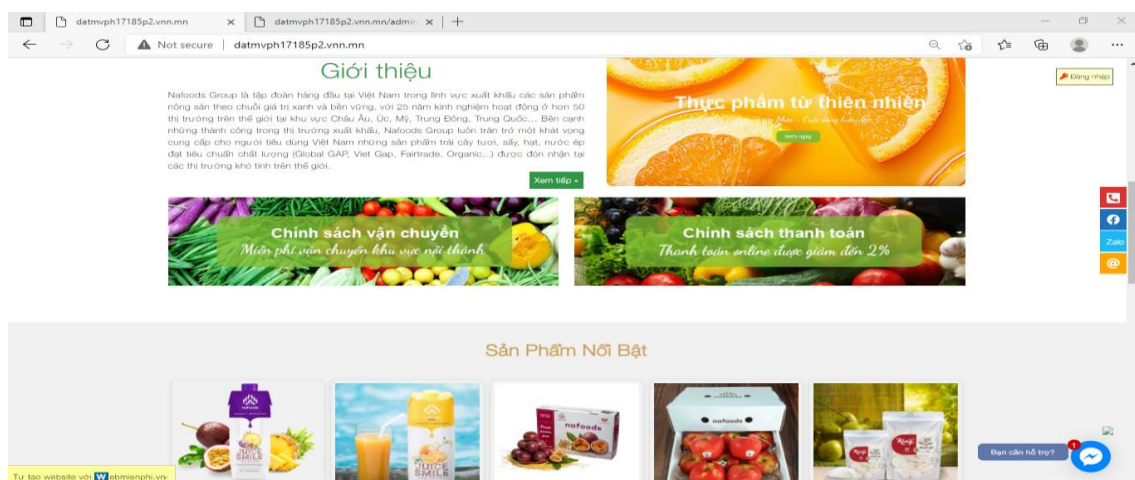 datmvph17185p2.vnn.mn
datmvph17185p2.vnn.mn/admin
Not secure
datmvph17185p2.vnn.mn
Giới thiệu
Đăng nhập
Nafoods Group là tập đoàn hàng đầu tại Việt Nam trong lĩnh vực xuất khẩu các sản phẩm
nông sản theo chuỗi giá trị xanh và bền vững, với 25 năm kinh nghiệm hoạt động ở hơn 50
thị trường trên thế giới tại khu vực Châu Âu, Úc, Mỹ, Trung Đông, Trung Quốc... Bên cạnh
những thành công trong thị trường xuất khẩu, Nafoods Group luôn trăn trở một khát vọng
cung cấp cho người tiêu dùng Việt Nam những sản phẩm trái cây tươi, sấy, hạt, nước ép
đạt tiêu chuẩn chất lượng (Global GAP, Viet Gap, Fairtrade, Organic...) được đón nhận tại
các thị trường khó tính trên thế giới.
Xem tiếp
Thực phẩm từ thiên nhiên
Xem ngay
Chính sách vận chuyển
Miễn phí vận chuyển khu vực nội thành
Chính sách thanh toán
Thanh toán online được giảm đến 2%
Zalo
@
Sản Phẩm Nổi Bật
JUICE
SMILE
nafoods
JUICE
SMILE
nafoods
nafoods
Bạn cần hỗ trợ?
1
Tự tạo website với Webmienphi.vn